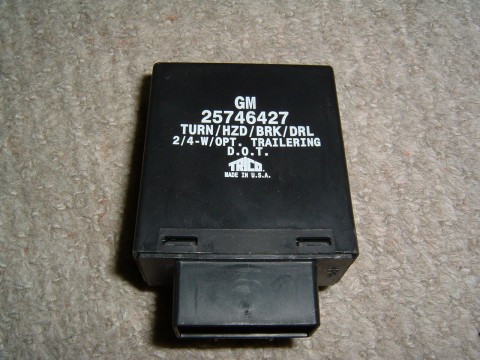 GM
25746427
TURN/HZD/BRK/DRL
2/4-W/OPT. TRAILERING
D.O.T.
TRICO
MADE IN U.S.A.